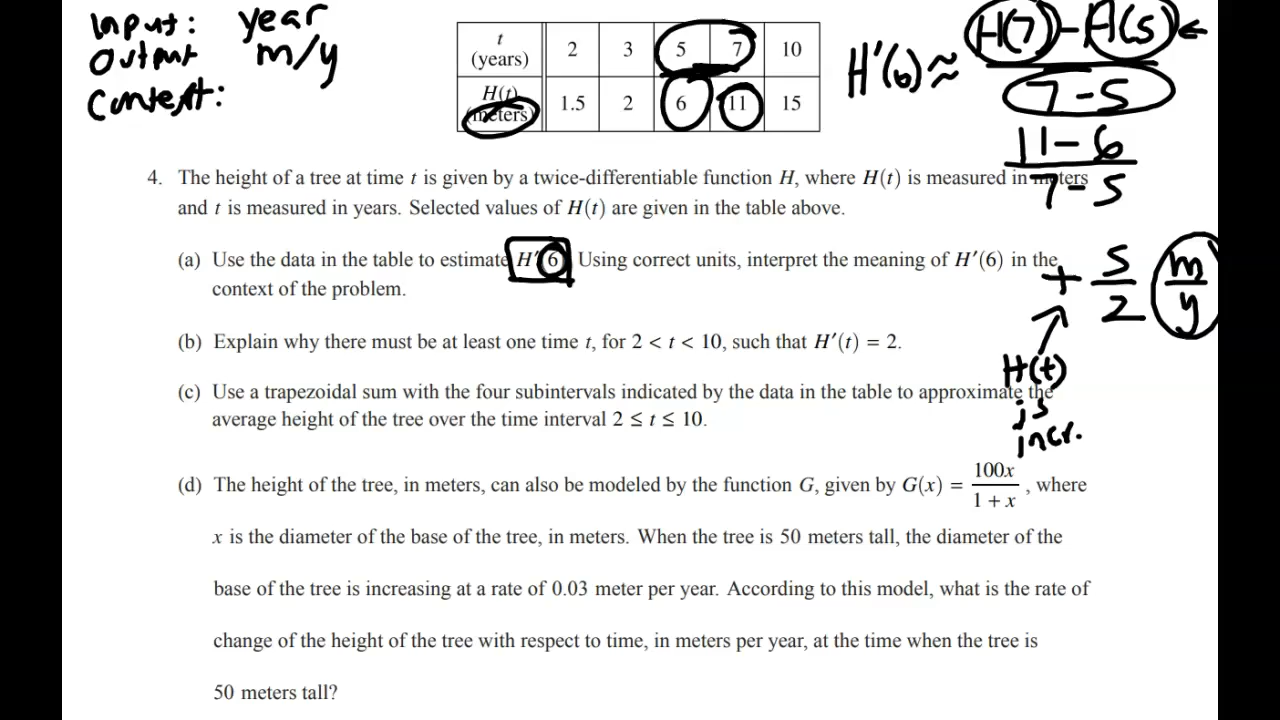 Input: year
Output m/y
Context:
t (years) 2 3 5 7 10
H(t) (meters) 1.5 2 6 11 15
H'(6) ≈ H(7) - H(5) / 7 - 5
11 - 6 / 7 - 5
4. The height of a tree at time t is given by a twice-differentiable function H, where H(t) is measured in meters
and t is measured in years. Selected values of H(t) are given in the table above.
(a) Use the data in the table to estimate H'(6). Using correct units, interpret the meaning of H'(6) in the
context of the problem.
+ 5/2 m/y
(b) Explain why there must be at least one time t, for 2 < t < 10, such that H'(t) = 2.
H(t)
is
incr.
(c) Use a trapezoidal sum with the four subintervals indicated by the data in the table to approximate the
average height of the tree over the time interval 2 ≤ t ≤ 10.
(d) The height of the tree, in meters, can also be modeled by the function G, given by G(x) = 100x / 1 + x, where
x is the diameter of the base of the tree, in meters. When the tree is 50 meters tall, the diameter of the
base of the tree is increasing at a rate of 0.03 meter per year. According to this model, what is the rate of
change of the height of the tree with respect to time, in meters per year, at the time when the tree is
50 meters tall?